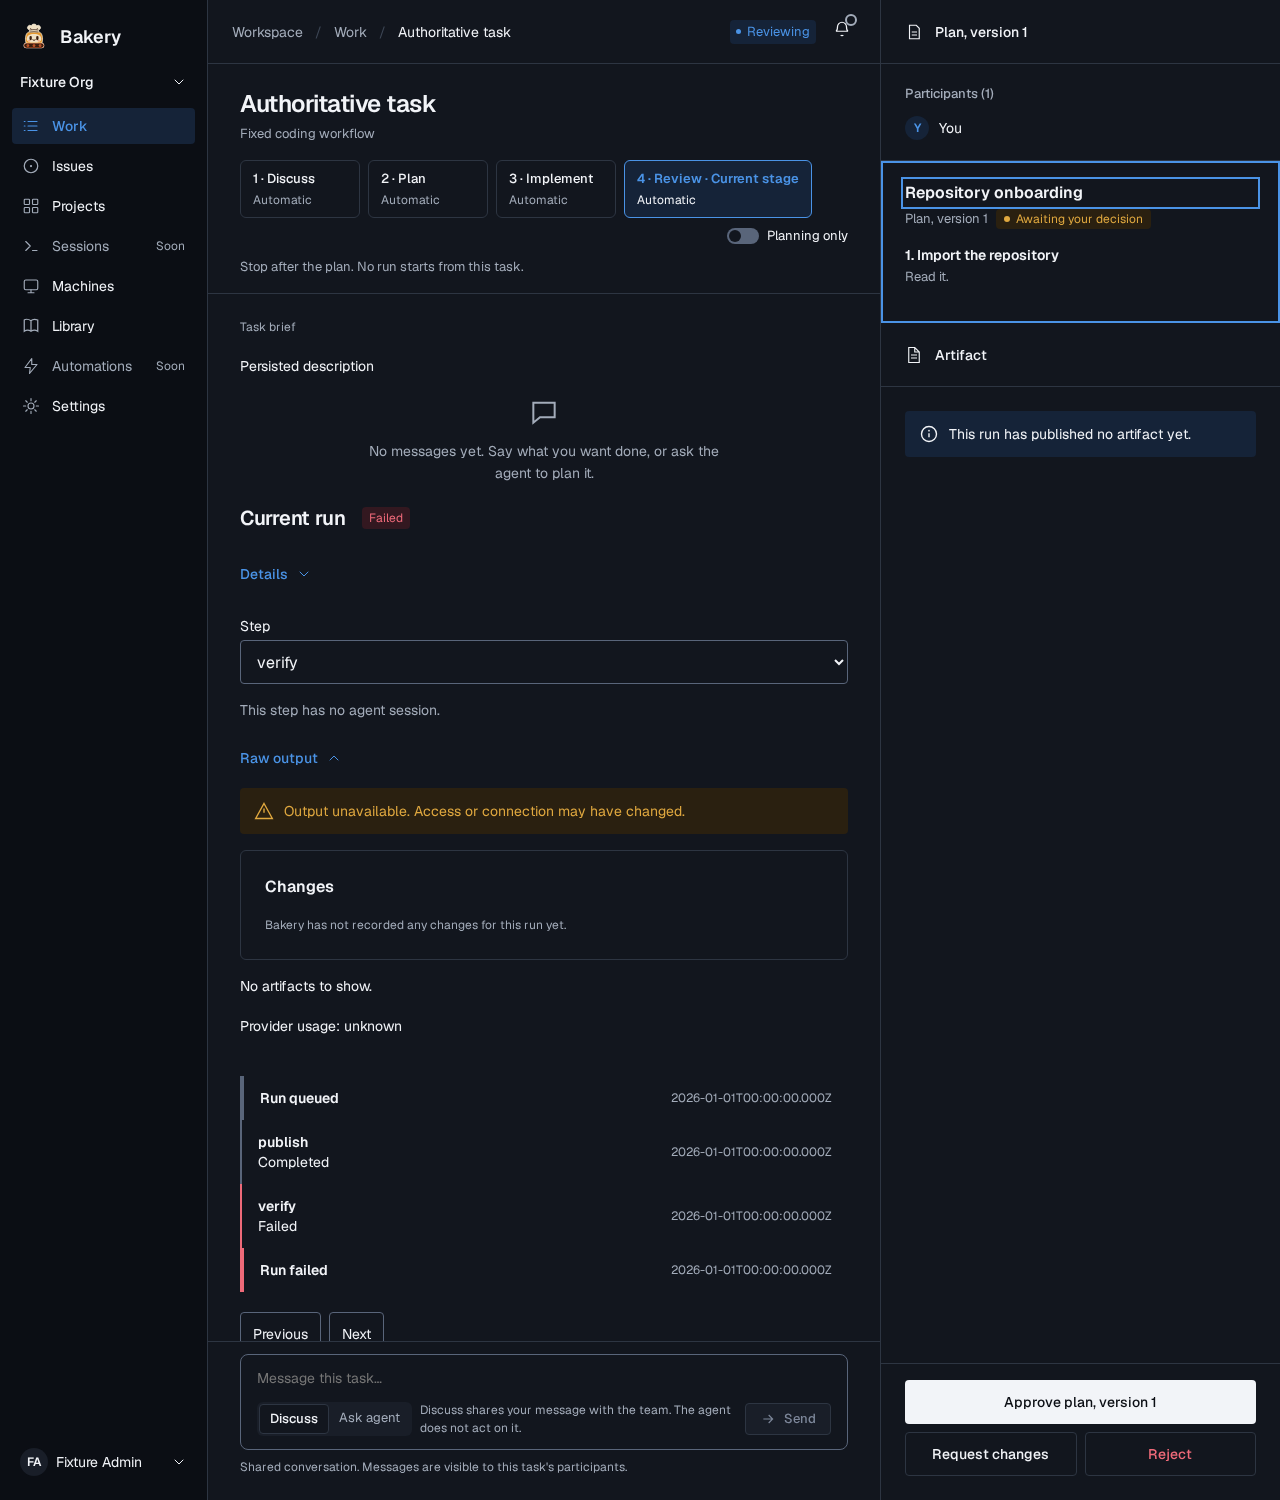 Bakery
Fixture Org
Work
Issues
Projects
Sessions Soon
Machines
Library
Automations Soon
Settings
FA Fixture Admin
Workspace / Work / Authoritative task
Reviewing
Authoritative task
Fixed coding workflow
1 · Discuss
Automatic
2 · Plan
Automatic
3 · Implement
Automatic
4 · Review · Current stage
Automatic
Planning only
Stop after the plan. No run starts from this task.
Task brief
Persisted description
No messages yet. Say what you want done, or ask the
agent to plan it.
Current run Failed
Details
Step
verify
This step has no agent session.
Raw output
Output unavailable. Access or connection may have changed.
Changes
Bakery has not recorded any changes for this run yet.
No artifacts to show.
Provider usage: unknown
Run queued 2026-01-01T00:00:00.000Z
publish
Completed
2026-01-01T00:00:00.000Z
verify
Failed
2026-01-01T00:00:00.000Z
Run failed 2026-01-01T00:00:00.000Z
Previous Next
Message this task...
Discuss Ask agent
Discuss shares your message with the team. The agent
does not act on it.
Send
Shared conversation. Messages are visible to this task's participants.
Plan, version 1
Participants (1)
Y You
Repository onboarding
Plan, version 1 Awaiting your decision
1. Import the repository
Read it.
Artifact
This run has published no artifact yet.
Approve plan, version 1
Request changes Reject